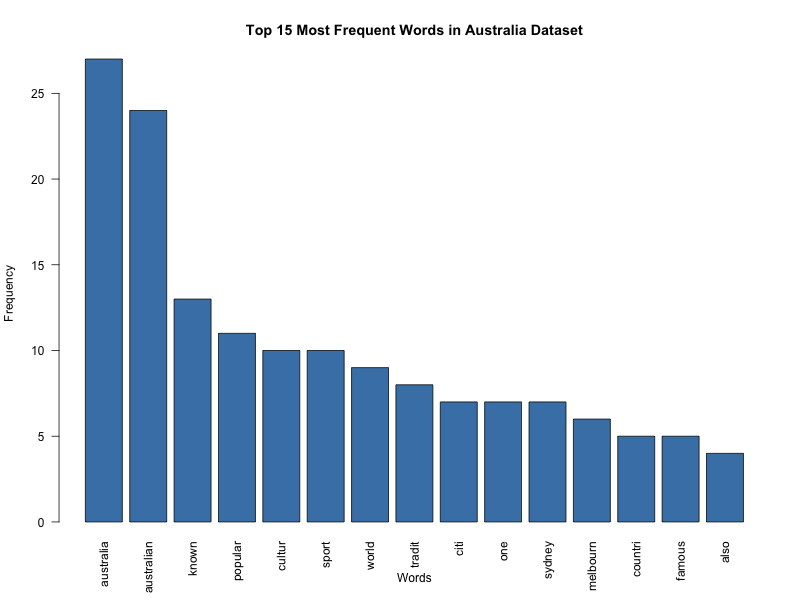 Top 15 Most Frequent Words in Australia Dataset
Frequency
25
20
15
10
5
0
australia
australian
known
popular
cultur
sport
world
tradit
citi
one
sydney
melbourn
countri
famous
also
Words